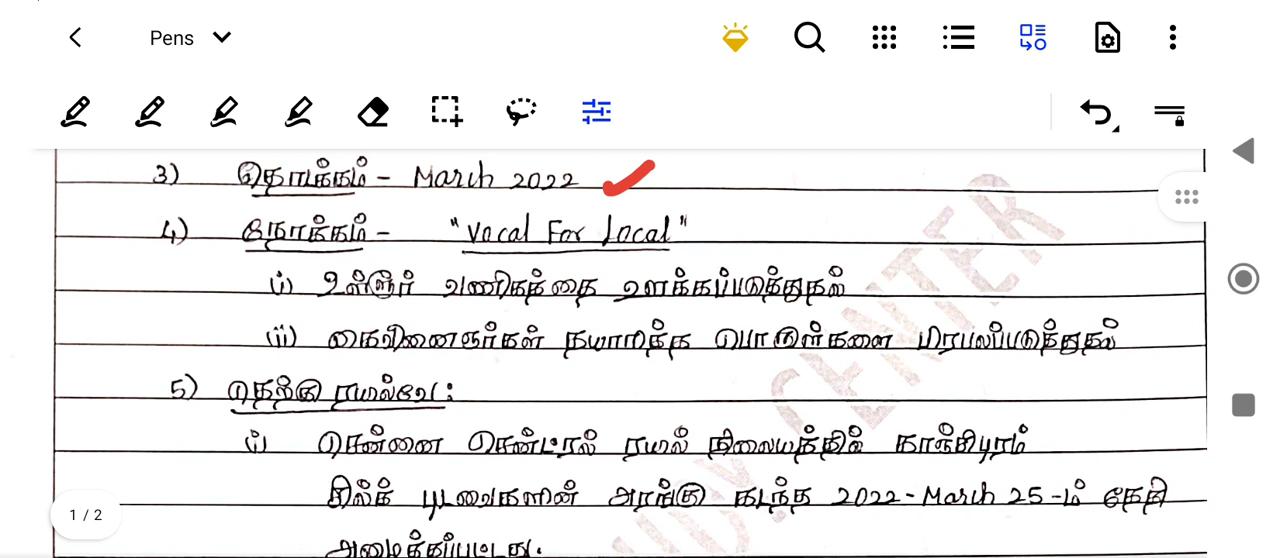 Pens
3) தொடக்கம் - March 2022
4) நோக்கம் - "Vocal For Local"
i) உள்ளூர் வணிகத்தை ஊக்கப்படுத்துதல்
ii) கைவினைஞர்கள் தயாரித்த பொருள்களை பிரபலப்படுத்துதல்
5) தெற்கு ரயில்வே :
i) சென்னை சென்ட்ரல் ரயில் நிலையத்தில் காஞ்சிபுரம்
சில்க் புடவைகளின் அரங்கு கடந்த 2022 - March 25 -ம் தேதி
அமைக்கப்பட்டது.
1 / 2
CENTER